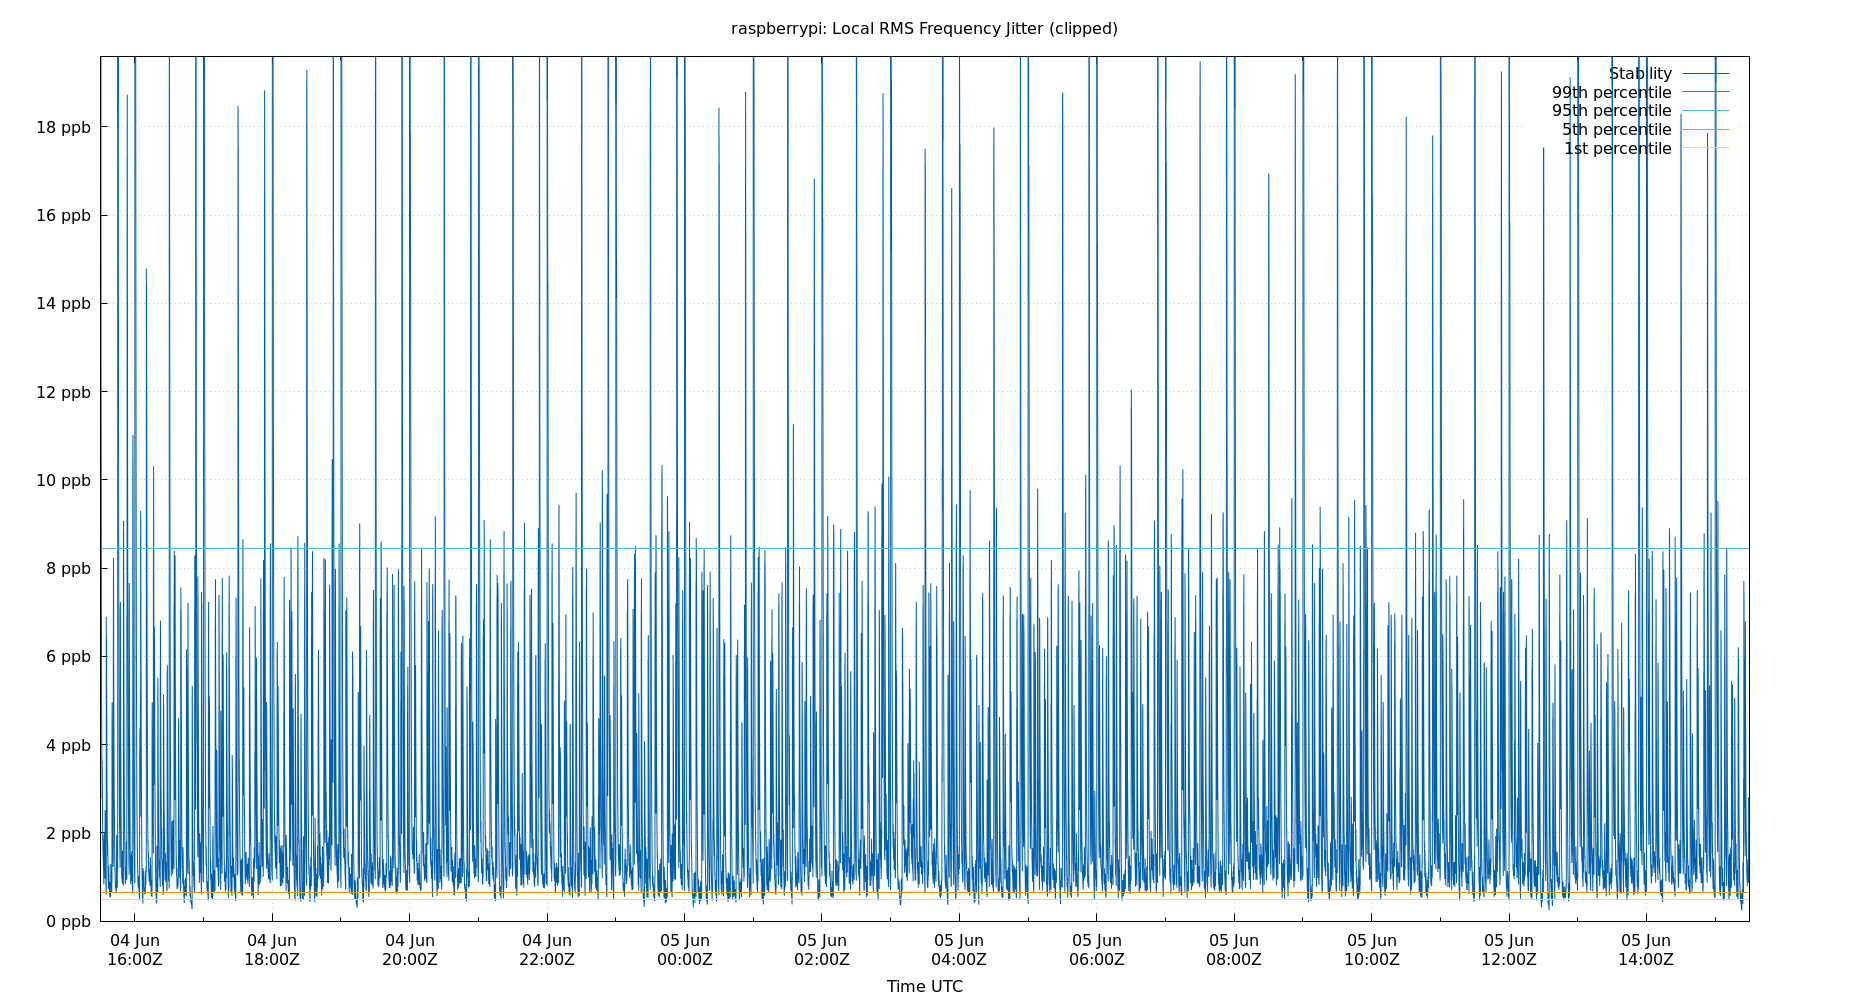 raspberrypi: Local RMS Frequency Jitter (clipped)
Stability
99th percentile
95th percentile
5th percentile
1st percentile
18 ppb
16 ppb
14 ppb
12 ppb
10 ppb
8 ppb
6 ppb
4 ppb
2 ppb
0 ppb
04 Jun 04 Jun 04 Jun 04 Jun 05 Jun 05 Jun 05 Jun 05 Jun 05 Jun 05 Jun 05 Jun 05 Jun
16:00Z 18:00Z 20:00Z 22:00Z 00:00Z 02:00Z 04:00Z 06:00Z 08:00Z 10:00Z 12:00Z 14:00Z
Time UTC